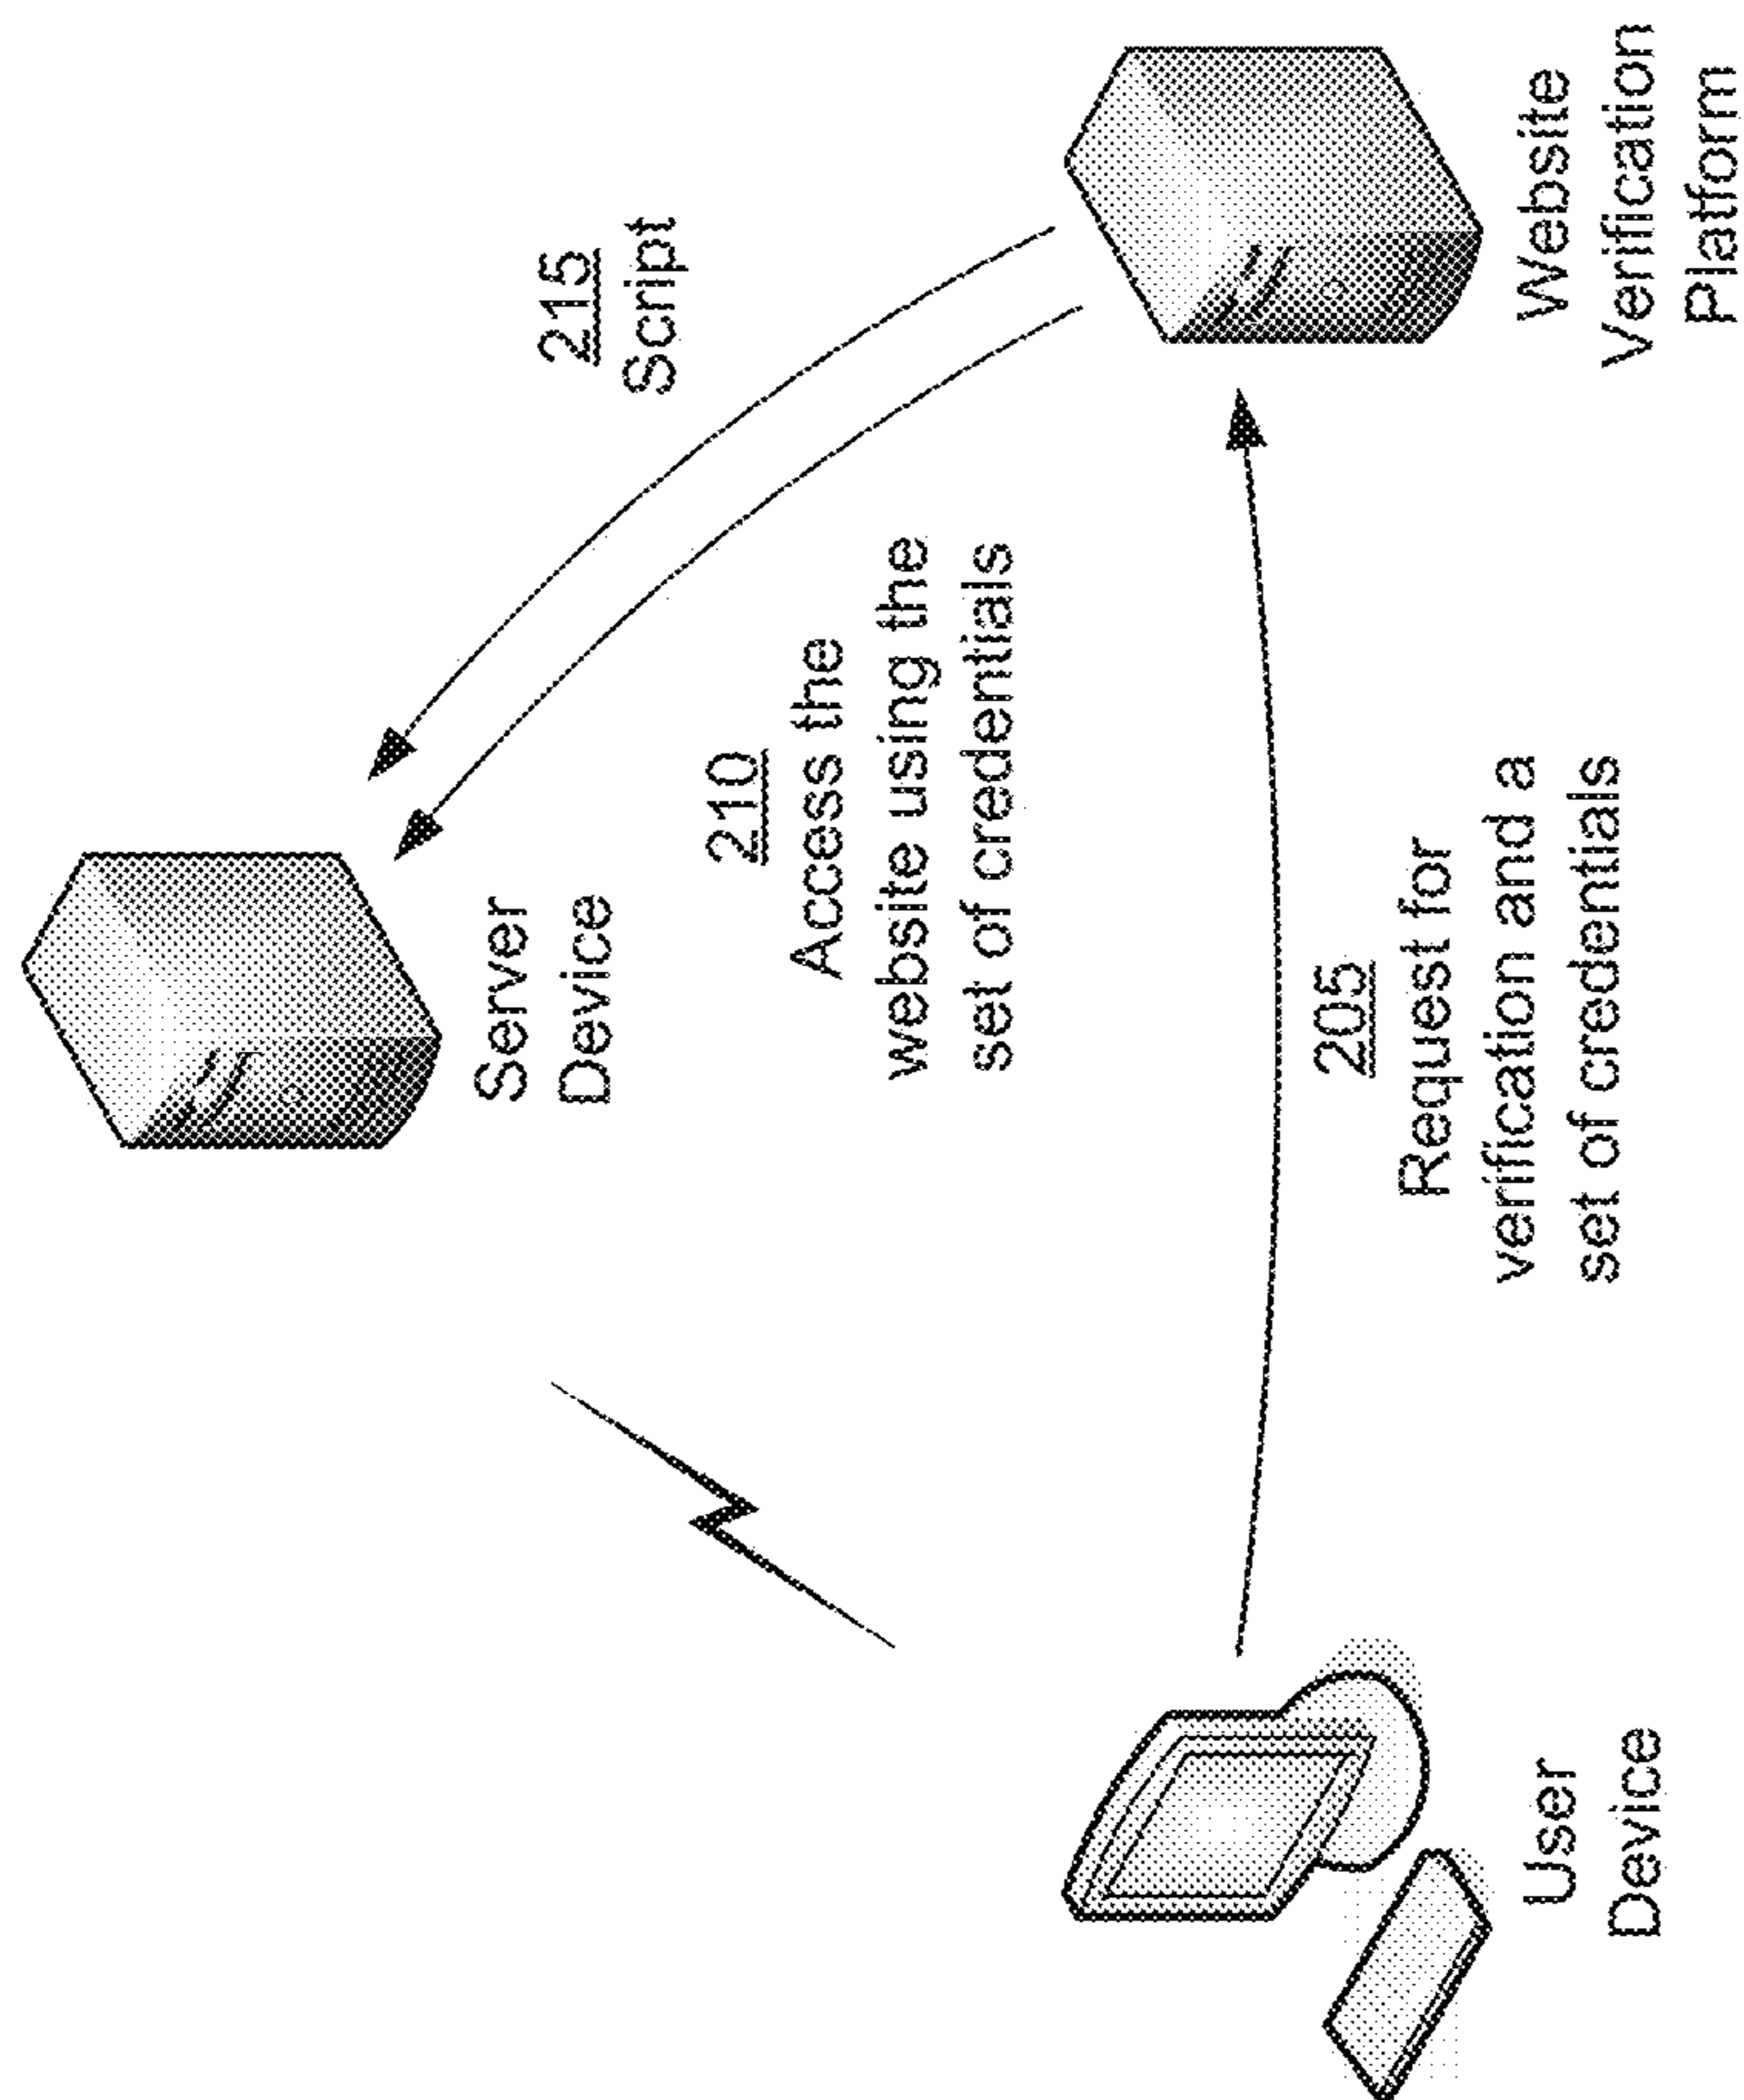 Server
Device
215
Script
210
Access the
website using the
set of credentials
205
Request for
verification and a
set of credentials
User
Device
Website
Verification
Platform